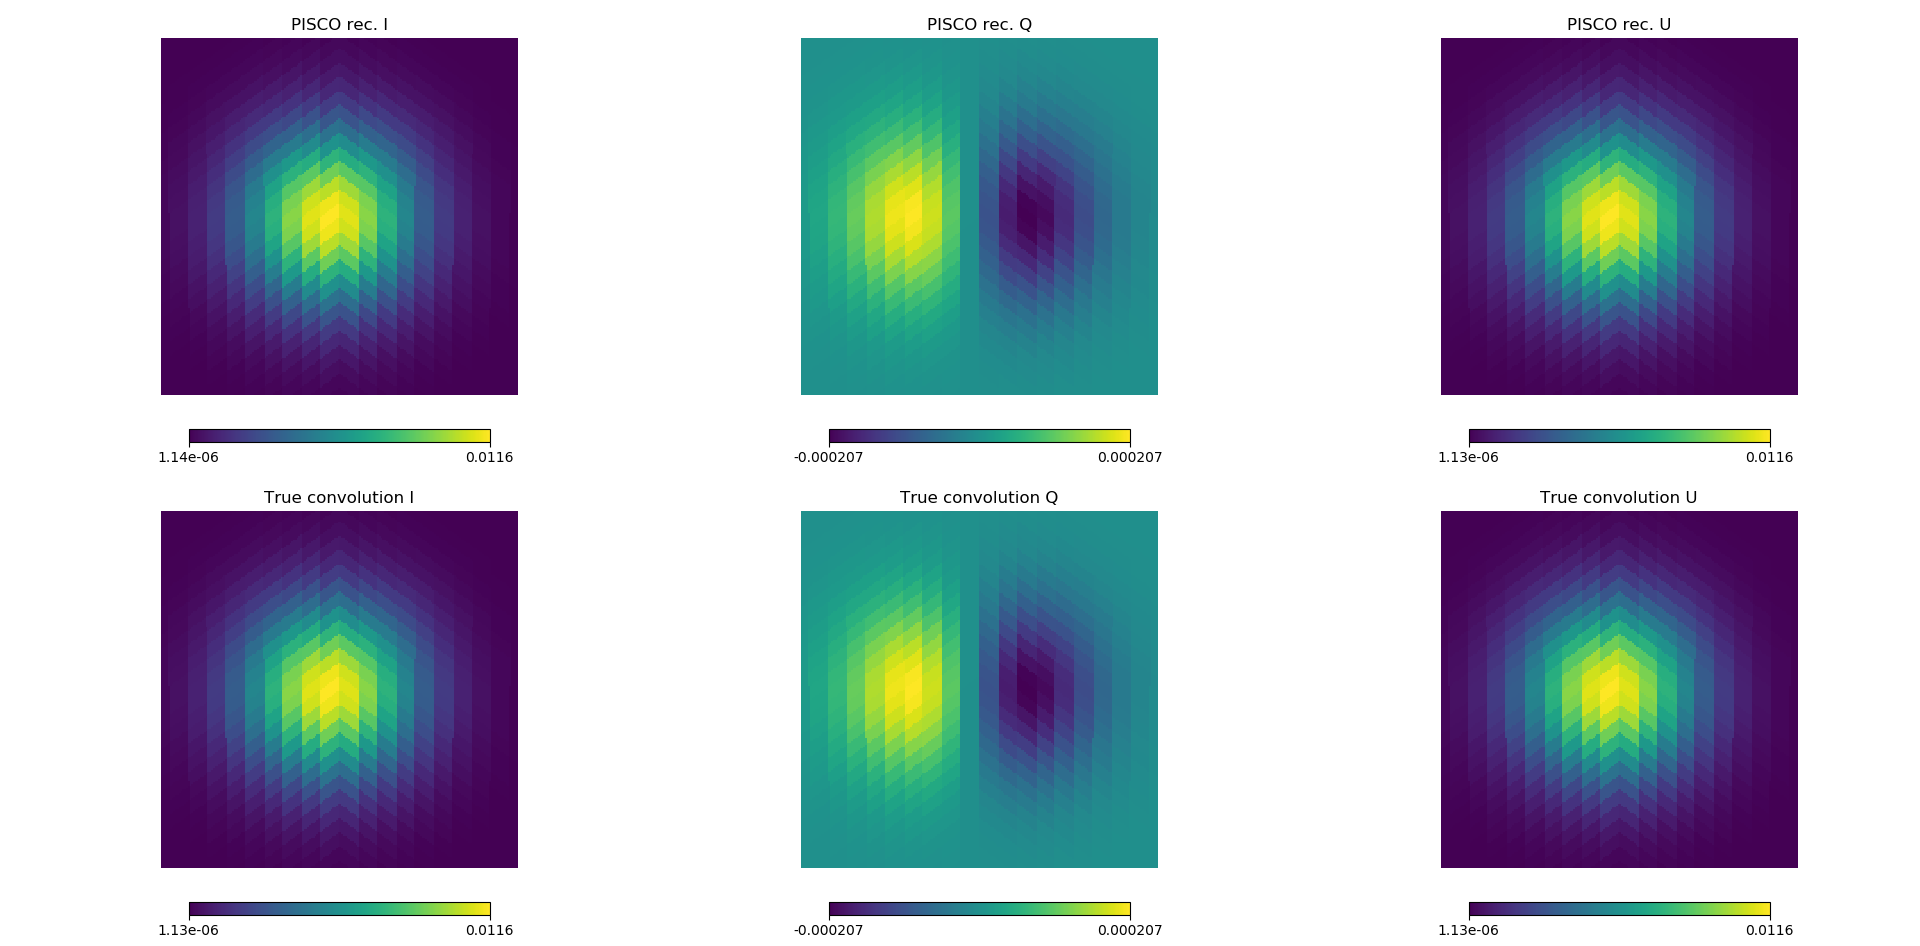 PISCO rec. I
PISCO rec. Q
PISCO rec. U
1.14e-06 0.0116
-0.000207 0.000207
1.13e-06 0.0116
True convolution I
True convolution Q
True convolution U
1.13e-06 0.0116
-0.000207 0.000207
1.13e-06 0.0116